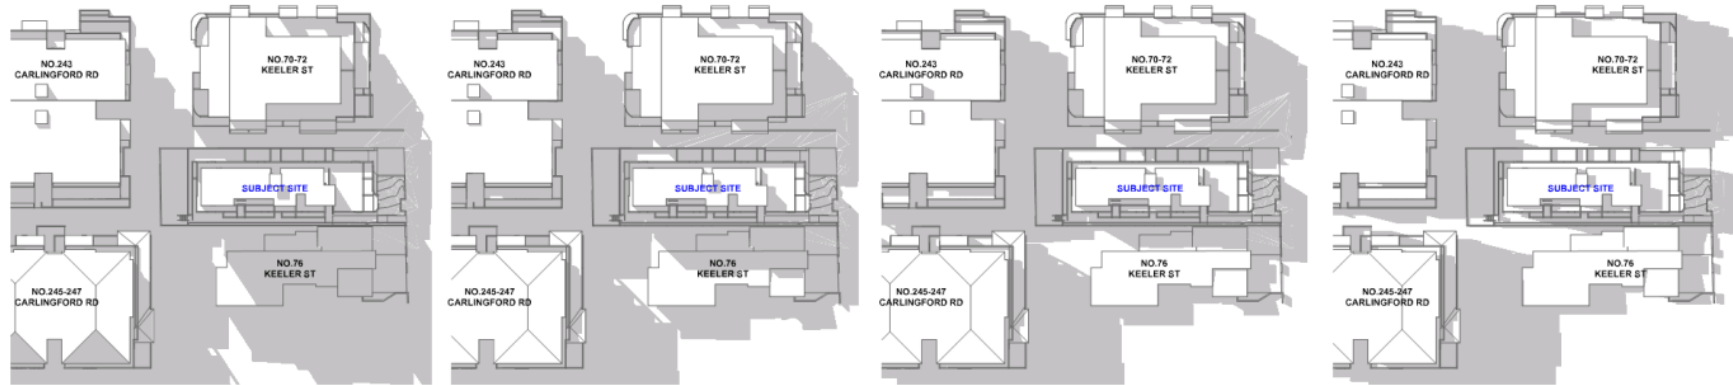 NO.243
CARLINGFORD RD
NO.70-72
KEELER ST
SUBJECT SITE
NO.76
KEELER ST
NO.245-247
CARLINGFORD RD
NO.243
CARLINGFORD RD
NO.70-72
KEELER ST
SUBJECT SITE
NO.76
KEELER ST
NO.245-247
CARLINGFORD RD
NO.243
CARLINGFORD RD
NO.70-72
KEELER ST
SUBJECT SITE
NO.76
KEELER ST
NO.245-247
CARLINGFORD RD
NO.243
CARLINGFORD RD
NO.70-72
KEELER ST
SUBJECT SITE
NO.76
KEELER ST
NO.245-247
CARLINGFORD RD